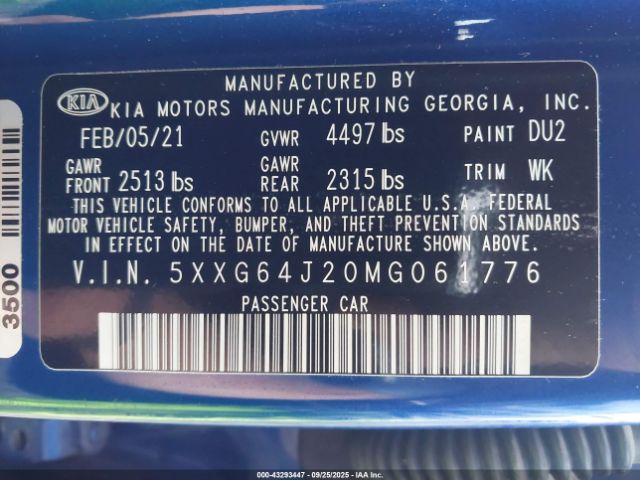 MANUFACTURED BY
KIA KIA MOTORS MANUFACTURING GEORGIA, INC.
FEB/05/21 GVWR 4497 lbs PAINT DU2
GAWR FRONT 2513 lbs GAWR REAR 2315 lbs TRIM WK
THIS VEHICLE CONFORMS TO ALL APPLICABLE U.S.A. FEDERAL
MOTOR VEHICLE SAFETY, BUMPER, AND THEFT PREVENTION STANDARDS
IN EFFECT ON THE DATE OF MANUFACTURE SHOWN ABOVE.
V.I.N. 5XXG64J20MG061776
PASSENGER CAR
3500
000-43293447 - 09/25/2025 - IAA Inc.